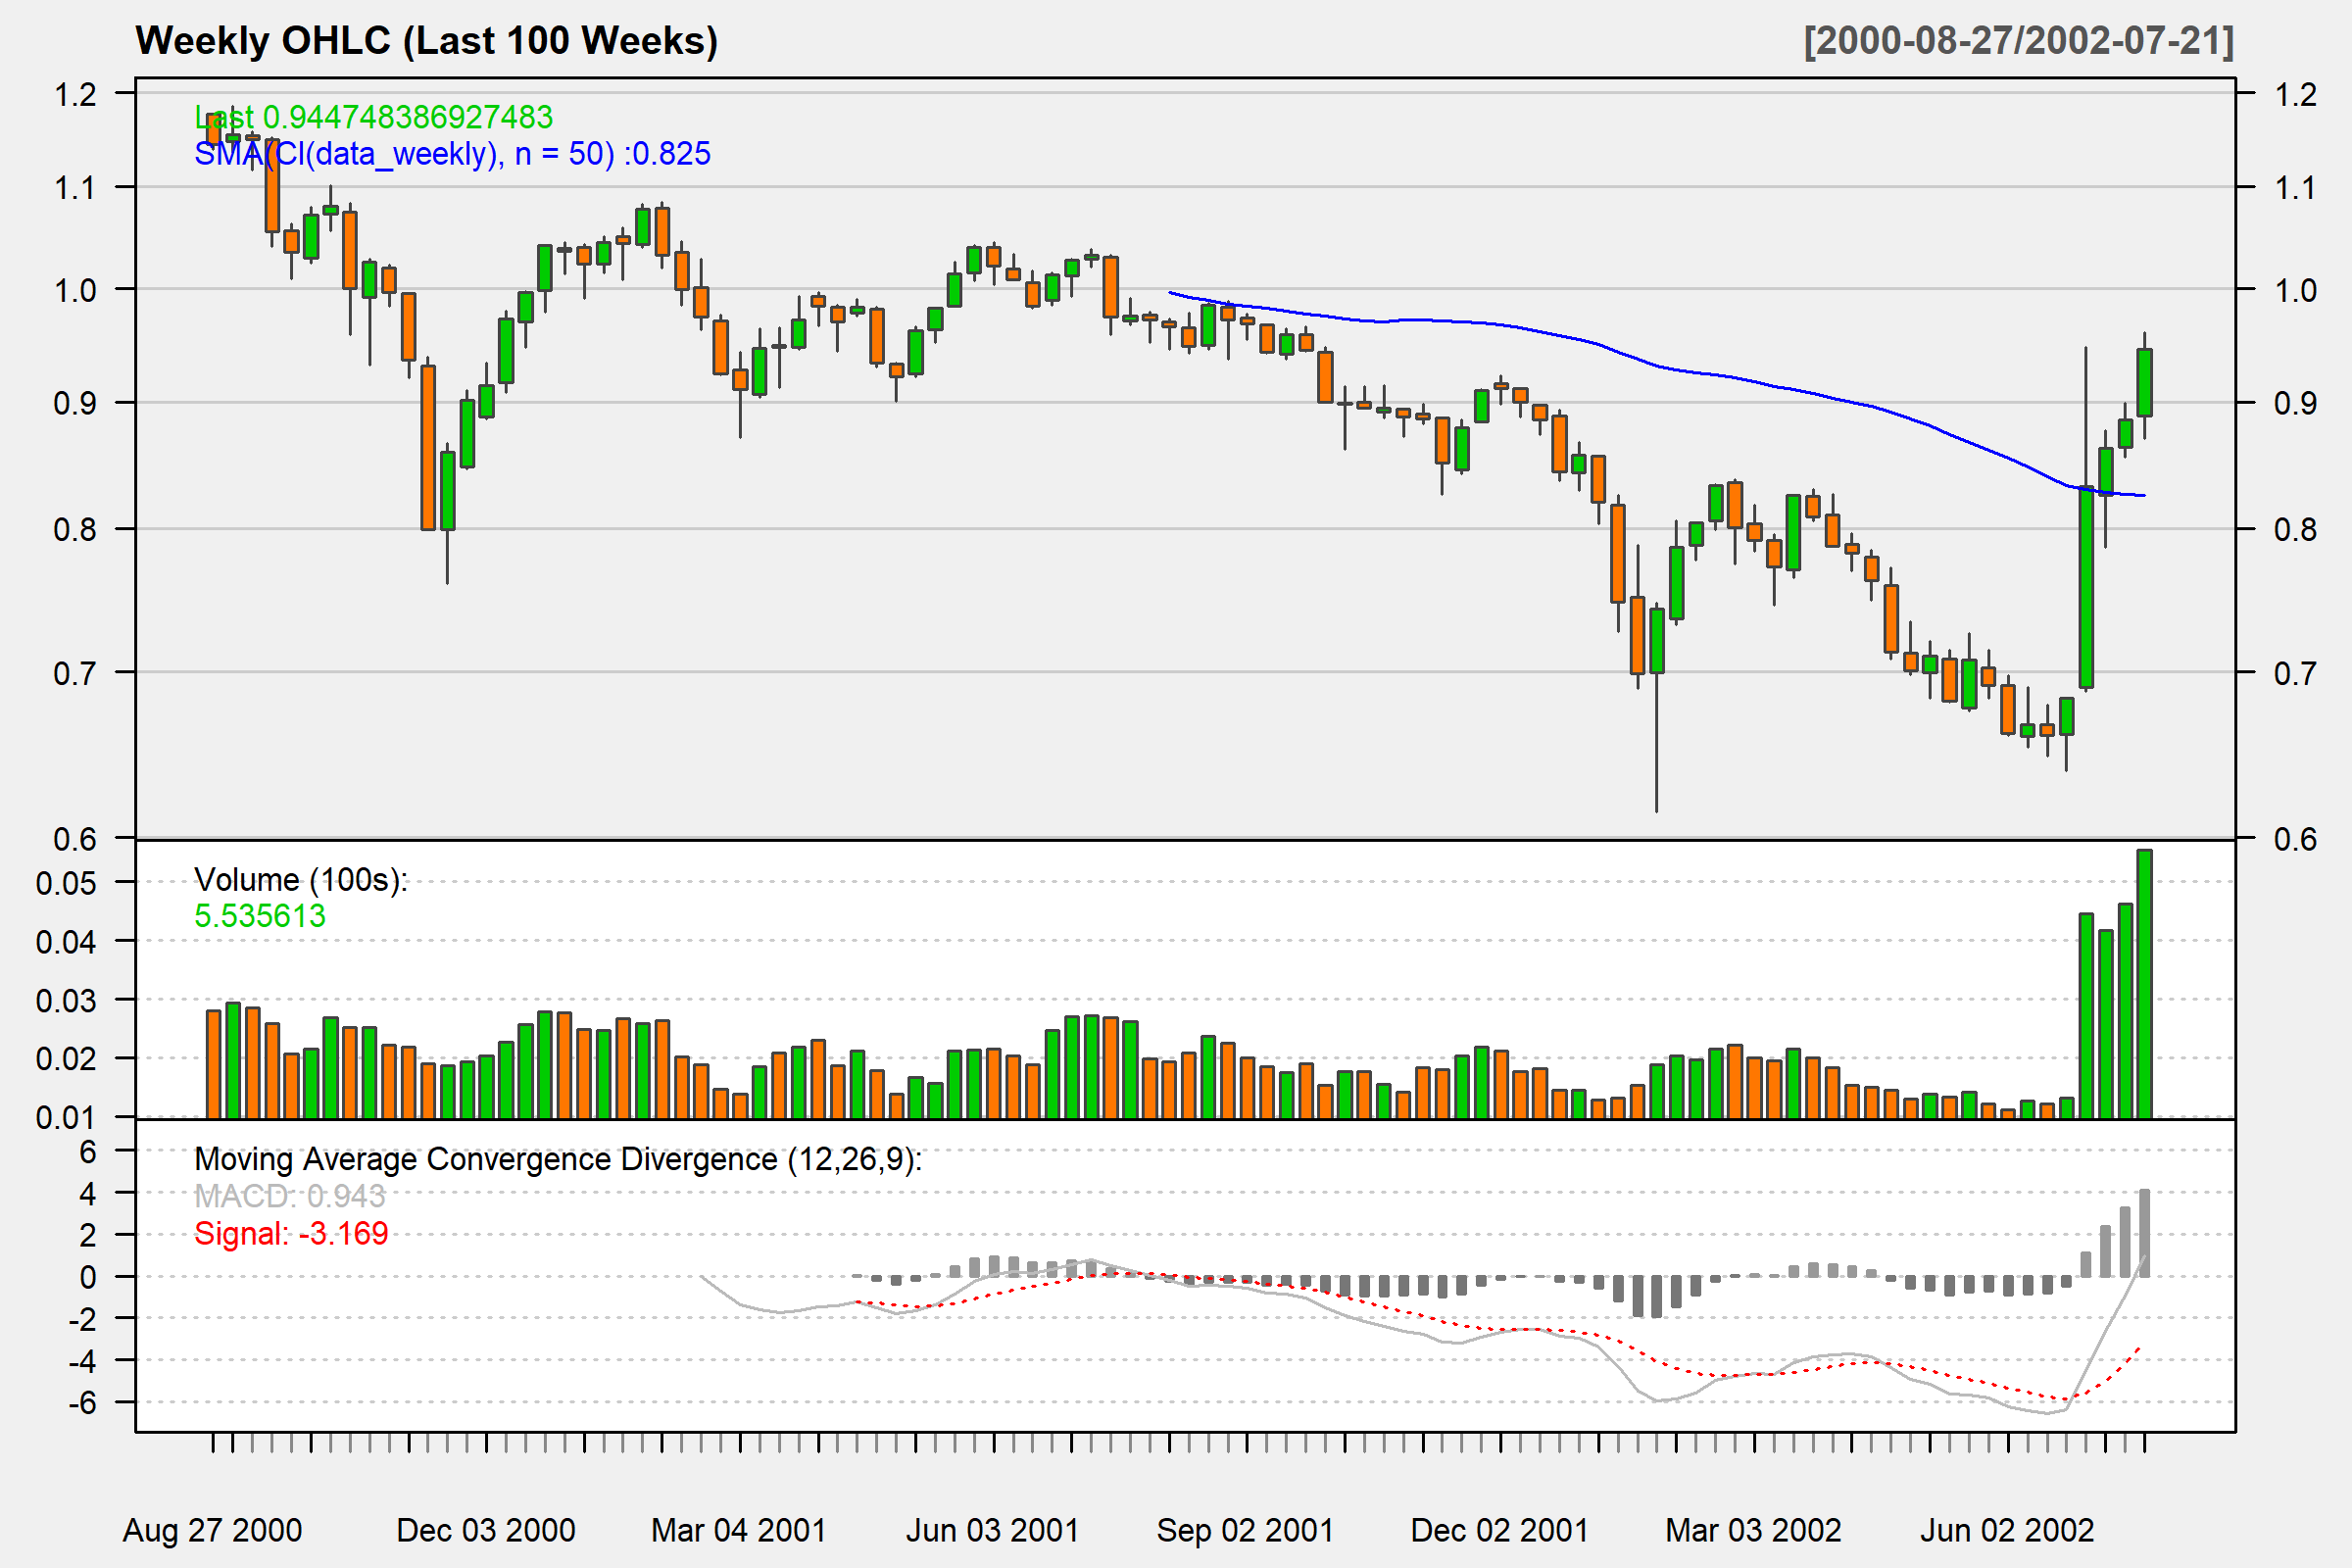 Weekly OHLC (Last 100 Weeks)
[2000-08-27/2002-07-21]
Last 0.944748386927483
SMA(Cl(data_weekly), n = 50) :0.825
1.2
1.1
1.0
0.9
0.8
0.7
0.6
1.2
1.1
1.0
0.9
0.8
0.7
0.6
Volume (100s):
5.535613
0.05
0.04
0.03
0.02
0.01
Moving Average Convergence Divergence (12,26,9):
MACD: 0.943
Signal: -3.169
6
4
2
0
-2
-4
-6
Aug 27 2000
Dec 03 2000
Mar 04 2001
Jun 03 2001
Sep 02 2001
Dec 02 2001
Mar 03 2002
Jun 02 2002